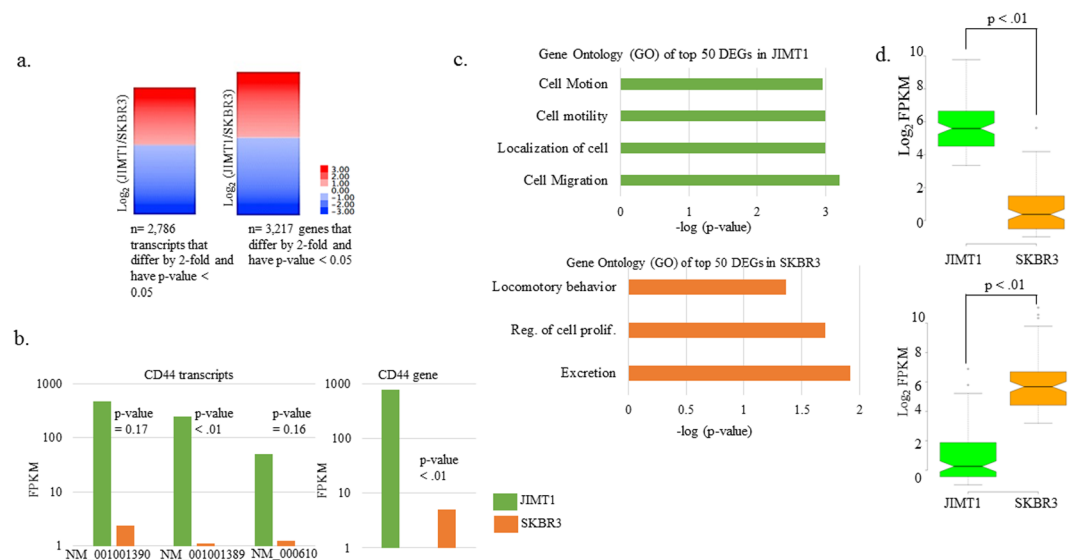 a.
Log2 (JIMT1/SKBR3)
Log2 (JIMT1/SKBR3)
3.00
2.00
1.00
0.00
-1.00
-2.00
-3.00
n= 2,786
transcripts that
differ by 2-fold and
have p-value <
0.05
n= 3,217 genes that
differ by 2-fold and
have p-value < 0.05
b.
CD44 transcripts
FPKM
1000
100
10
1
p-value
= 0.17
p-value
< .01
p-value
= 0.16
NM_001001390
NM_001001389
NM_000610
CD44 gene
1000
100
10
1
p-value
< .01
JIMT1
SKBR3
c.
Gene Ontology (GO) of top 50 DEGs in JIMT1
Cell Motion
Cell motility
Localization of cell
Cell Migration
0
1
2
3
-log (p-value)
Gene Ontology (GO) of top 50 DEGs in SKBR3
Locomotory behavior
Reg. of cell prolif.
Excretion
0
0.5
1
1.5
2
-log (p-value)
d.
p < .01
Log2 FPKM
10
8
6
4
2
0
JIMT1
SKBR3
p < .01
Log2 FPKM
10
8
6
4
2
0
JIMT1
SKBR3